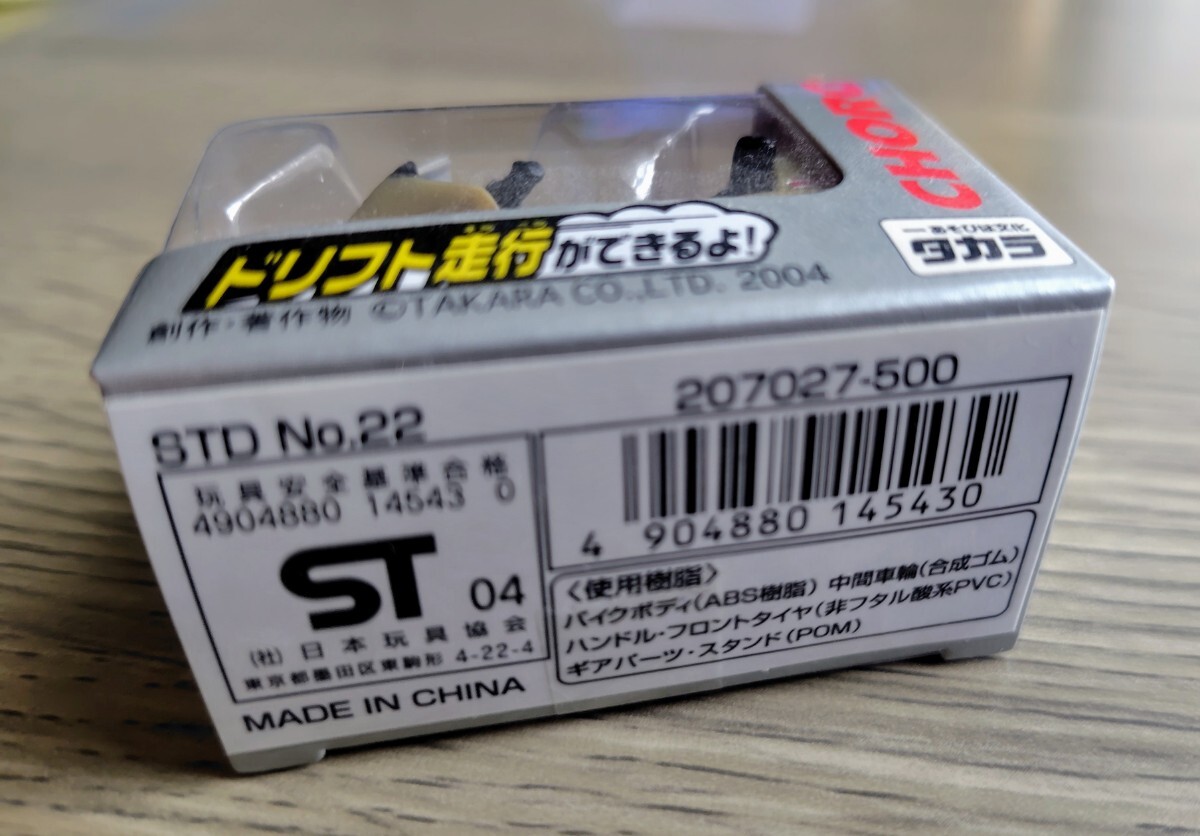 CHORO
ーあそびは文化
タカラ
ドリフト走行ができるよ!
創作・著作物 ©TAKARA CO.,LTD. 2004
STD No.22
207027-500
玩具安全基準合格
4904880 14543 0
ST 04
(社)日本玩具協会
東京都墨田区東駒形 4-22-4
MADE IN CHINA
4 904880 145430
〈使用樹脂〉
バイクボディ(ABS樹脂) 中間車輪(合成ゴム)
ハンドル・フロントタイヤ(非フタル酸系PVC)
ギアパーツ・スタンド(POM)